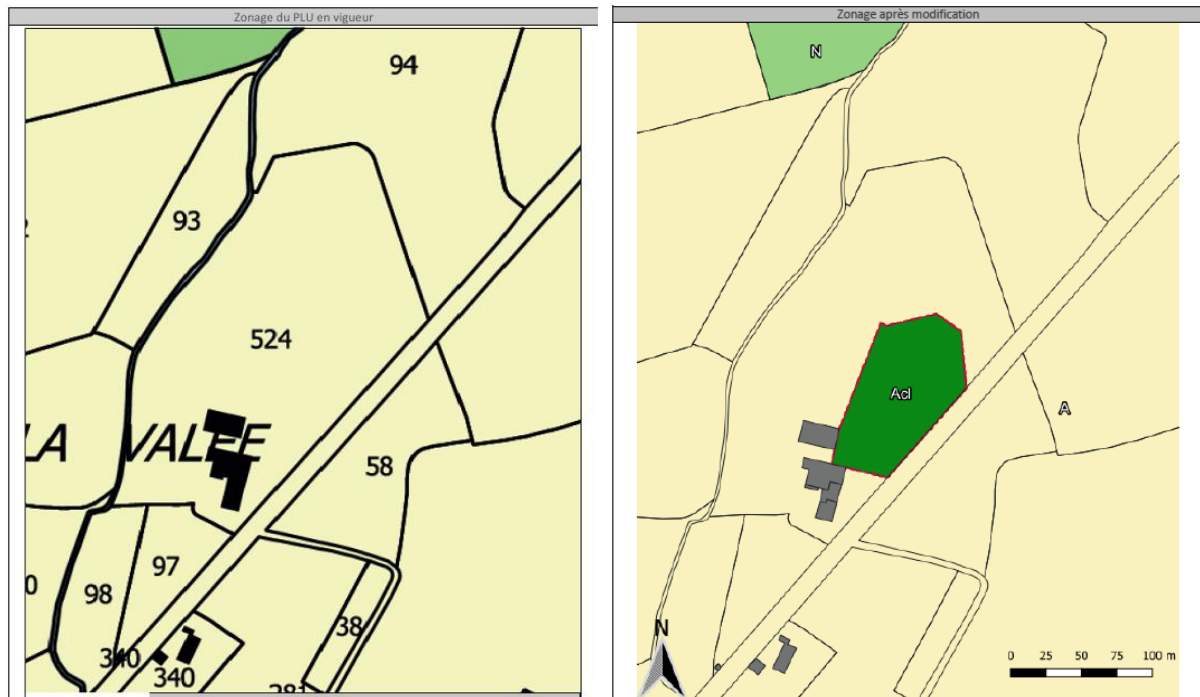 Zonage du PLU en vigueur
94
93
524
LA VALEE
58
97
98
38
340
340
Zonage après modification
N
Acl
A
N
0 25 50 75 100 m